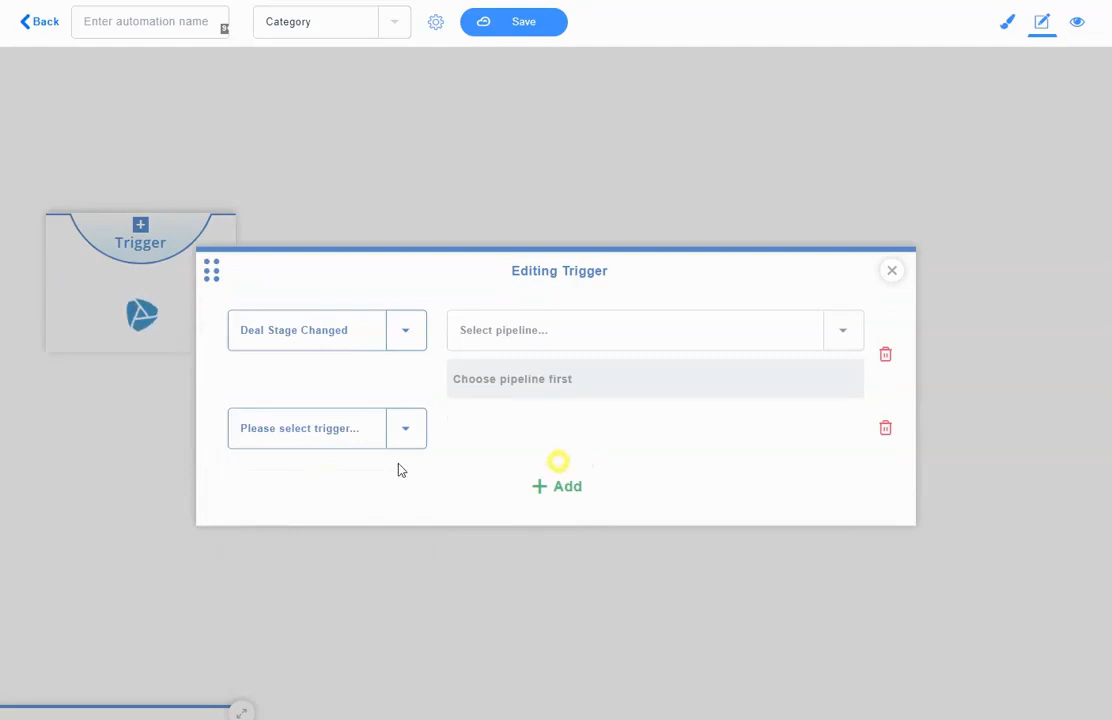 Back
Enter automation name
Category
Save
Trigger
Editing Trigger
Deal Stage Changed
Select pipeline...
Choose pipeline first
Please select trigger...
Add